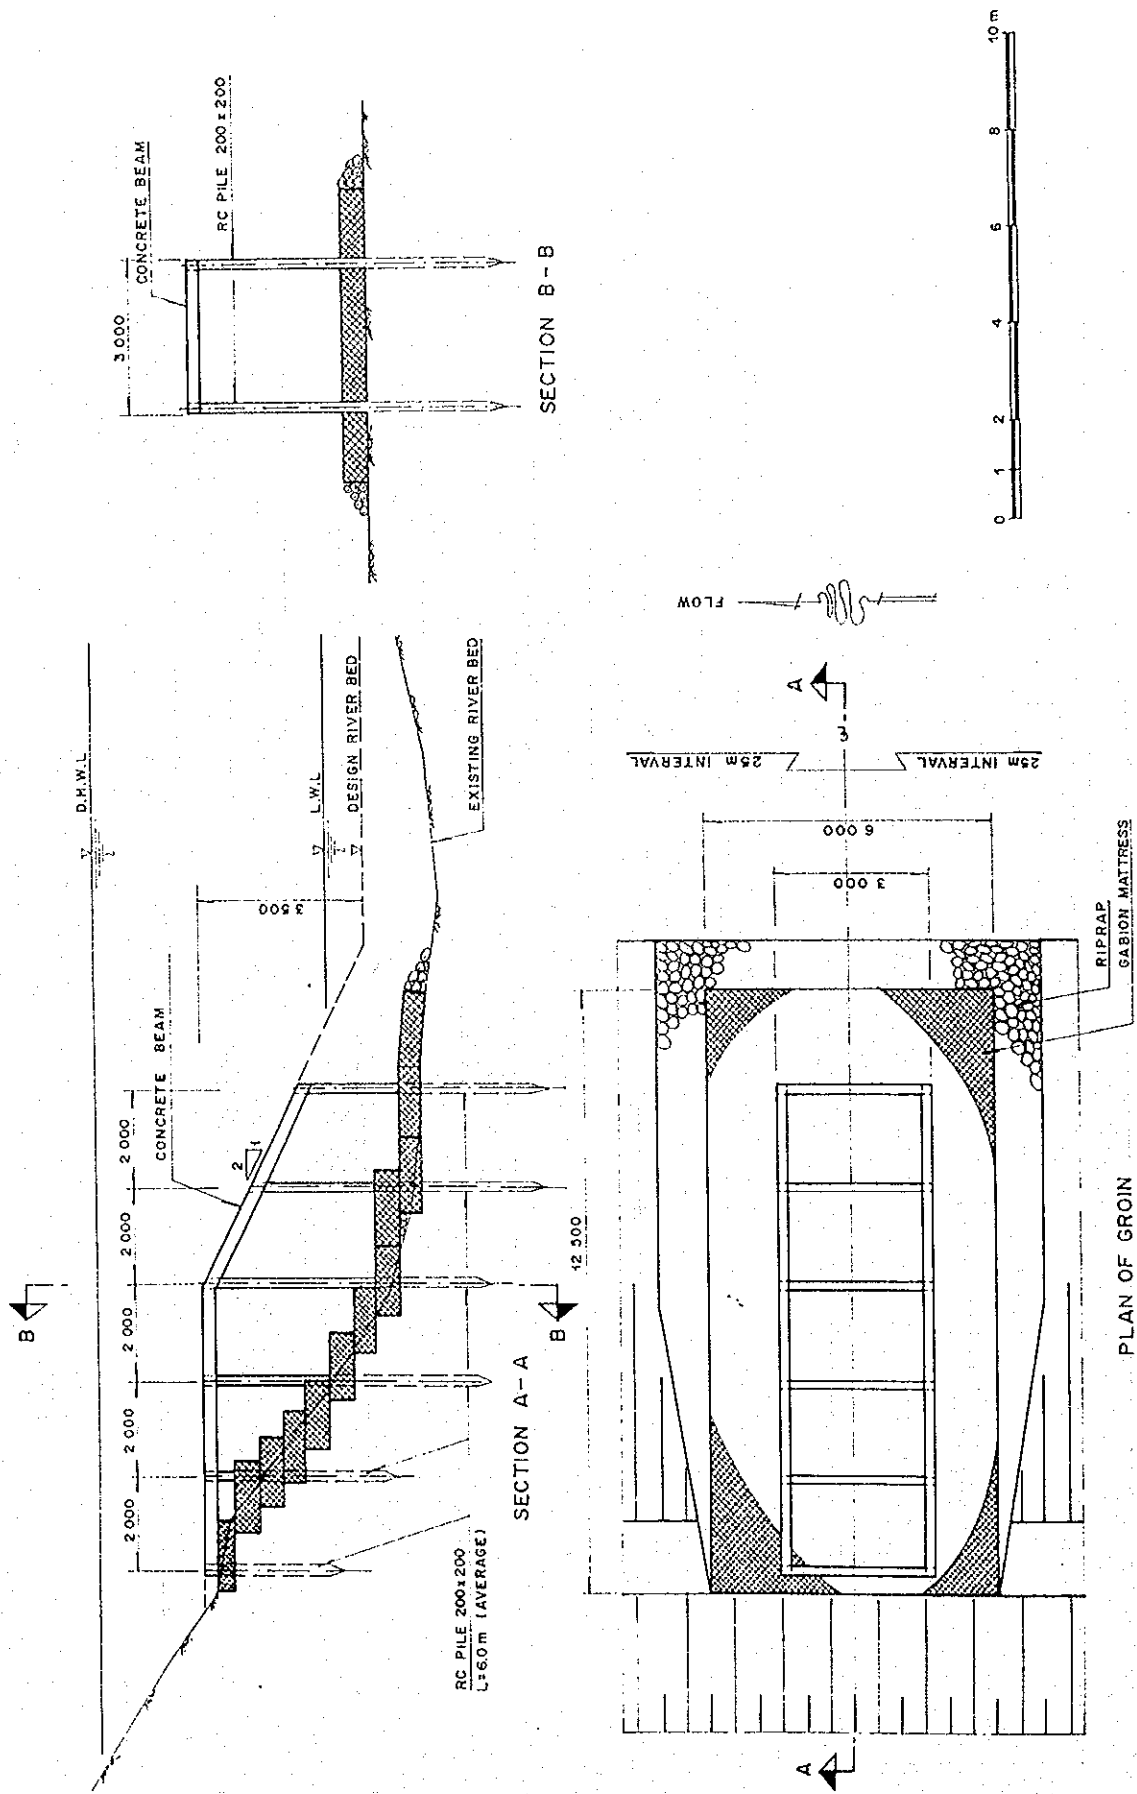 D.H.W.L
L.W.L
DESIGN RIVER BED
EXISTING RIVER BED
3 500
CONCRETE BEAM
2
1
2 000
2 000
2 000
2 000
2 000
B
B
RC PILE 200x200
L=6.0m (AVERAGE)
SECTION A-A
3 000
CONCRETE BEAM
RC PILE 200x200
SECTION B-B
12 500
6 000
3 000
25m INTERVAL
25m INTERVAL
A
A
FLOW
RIPRAP
GABION MATTRESS
PLAN OF GROIN
0
1
2
4
6
8
10m